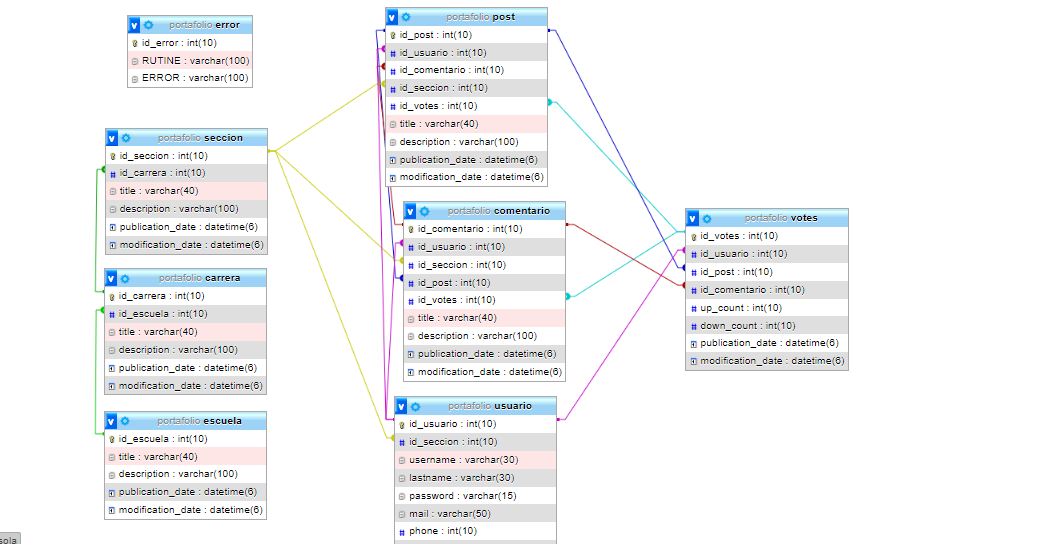 portafolio error
id_error : int(10)
RUTINE : varchar(100)
ERROR : varchar(100)
portafolio seccion
id_seccion : int(10)
id_carrera : int(10)
title : varchar(40)
description : varchar(100)
publication_date : datetime(6)
modification_date : datetime(6)
portafolio carrera
id_carrera : int(10)
id_escuela : int(10)
title : varchar(40)
description : varchar(100)
publication_date : datetime(6)
modification_date : datetime(6)
portafolio escuela
id_escuela : int(10)
title : varchar(40)
description : varchar(100)
publication_date : datetime(6)
modification_date : datetime(6)
portafolio post
id_post : int(10)
id_usuario : int(10)
id_comentario : int(10)
id_seccion : int(10)
id_votes : int(10)
title : varchar(40)
description : varchar(100)
publication_date : datetime(6)
modification_date : datetime(6)
portafolio comentario
id_comentario : int(10)
id_usuario : int(10)
id_seccion : int(10)
id_post : int(10)
id_votes : int(10)
title : varchar(40)
description : varchar(100)
publication_date : datetime(6)
modification_date : datetime(6)
portafolio usuario
id_usuario : int(10)
id_seccion : int(10)
username : varchar(30)
lastname : varchar(30)
password : varchar(15)
mail : varchar(50)
phone : int(10)
portafolio votes
id_votes : int(10)
id_usuario : int(10)
id_post : int(10)
id_comentario : int(10)
up_count : int(10)
down_count : int(10)
publication_date : datetime(6)
modification_date : datetime(6)
sola